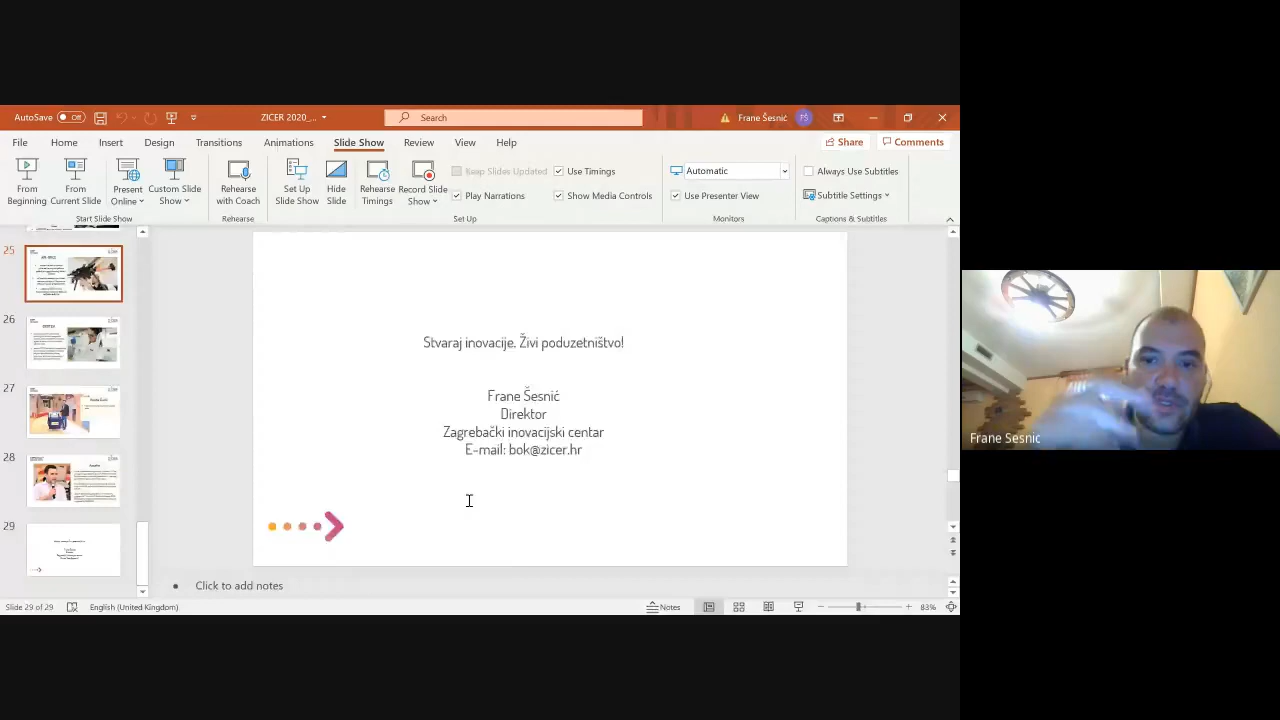 AutoSave Off ZICER 2020_... Search Frane Šesnić FŠ
File Home Insert Design Transitions Animations Slide Show Review View Help Share Comments
From Beginning
From Current Slide
Present Online
Custom Slide Show
Start Slide Show
Rehearse with Coach
Rehearse
Set Up Slide Show
Hide Slide
Rehearse Timings
Record Slide Show
Keep Slides Updated
Use Timings
Play Narrations
Show Media Controls
Set Up
Automatic
Use Presenter View
Monitors
Always Use Subtitles
Subtitle Settings
Captions & Subtitles
25
26
27
28
29
Stvaraj inovacije. Živi poduzetništvo!
Frane Šesnić
Direktor
Zagrebački inovacijski centar
E-mail: bok@zicer.hr
Click to add notes
Slide 29 of 29 English (United Kingdom) Notes 83%
Frane Sesnic